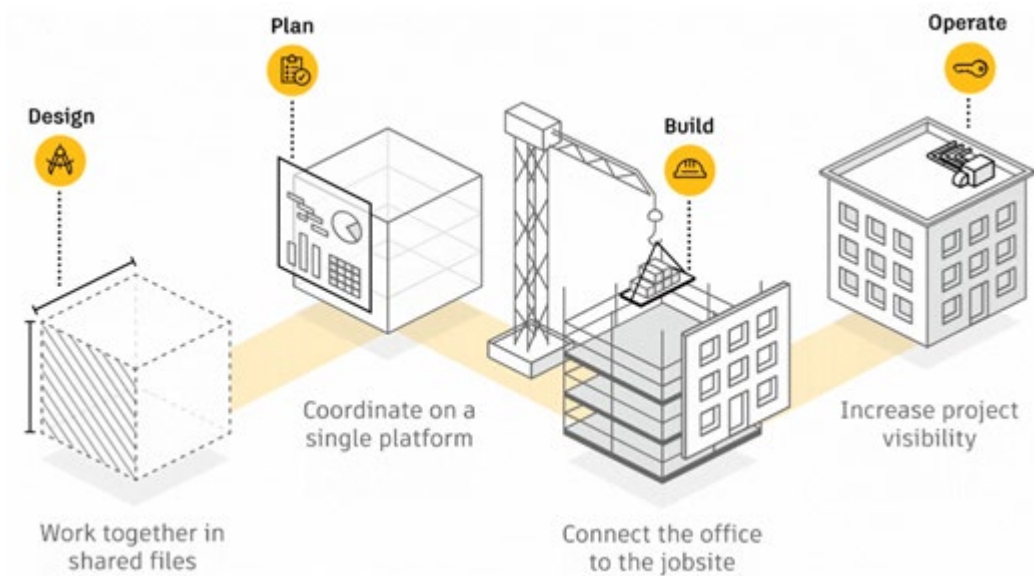 Design
Work together in
shared files
Plan
Coordinate on a
single platform
Build
Connect the office
to the jobsite
Operate
Increase project
visibility